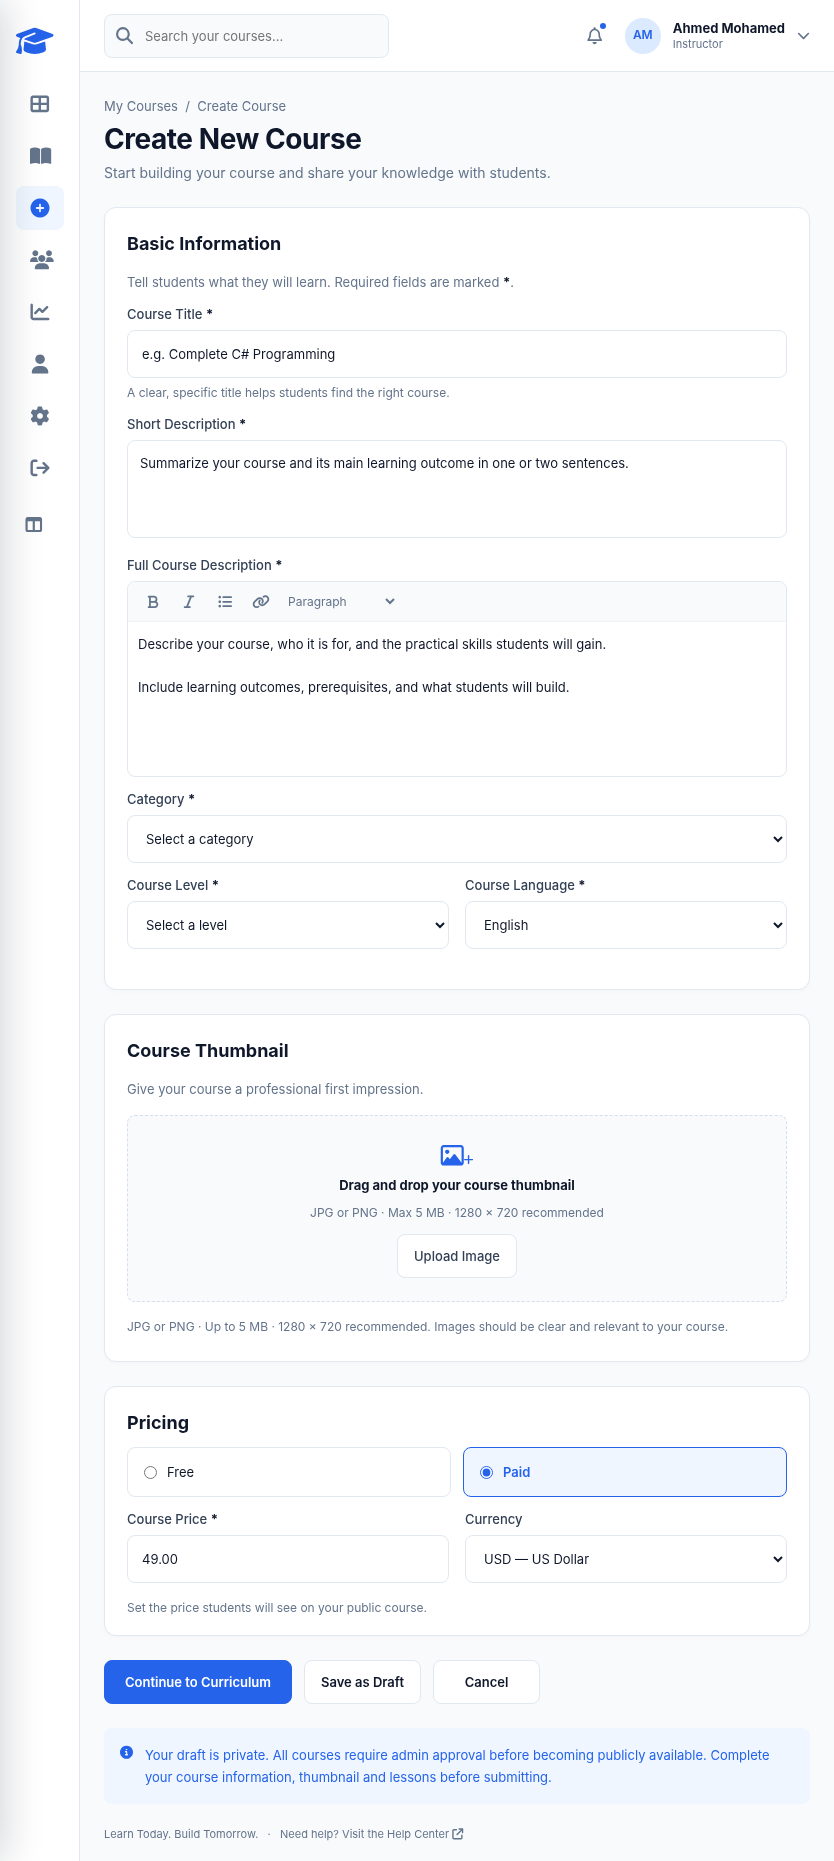 Search your courses...
AM
Ahmed Mohamed
Instructor
My Courses / Create Course
Create New Course
Start building your course and share your knowledge with students.
Basic Information
Tell students what they will learn. Required fields are marked *.
Course Title *
e.g. Complete C# Programming
A clear, specific title helps students find the right course.
Short Description *
Summarize your course and its main learning outcome in one or two sentences.
Full Course Description *
B I Paragraph
Describe your course, who it is for, and the practical skills students will gain.
Include learning outcomes, prerequisites, and what students will build.
Category *
Select a category
Course Level * Course Language *
Select a level English
Course Thumbnail
Give your course a professional first impression.
Drag and drop your course thumbnail
JPG or PNG · Max 5 MB · 1280 × 720 recommended
Upload Image
JPG or PNG · Up to 5 MB · 1280 × 720 recommended. Images should be clear and relevant to your course.
Pricing
Free Paid
Course Price * Currency
49.00 USD — US Dollar
Set the price students will see on your public course.
Continue to Curriculum Save as Draft Cancel
Your draft is private. All courses require admin approval before becoming publicly available. Complete
your course information, thumbnail and lessons before submitting.
Learn Today. Build Tomorrow. · Need help? Visit the Help Center